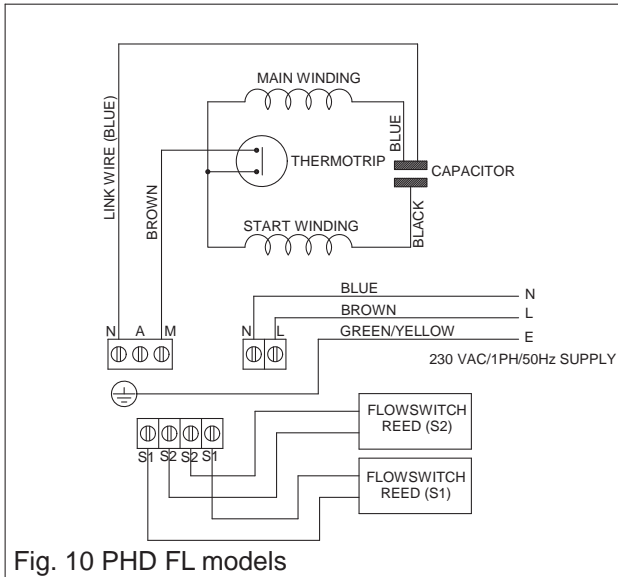 MAIN WINDING
LINK WIRE (BLUE)
BLUE
BROWN
THERMOTRIP
CAPACITOR
START WINDING
BLACK
BLUE
N
BROWN
L
N A M
N L
GREEN/YELLOW
E
230 VAC/1PH/50Hz SUPPLY
FLOWSWITCH
REED (S2)
S1 S2 S2 S1
FLOWSWITCH
REED (S1)
Fig. 10 PHD FL models